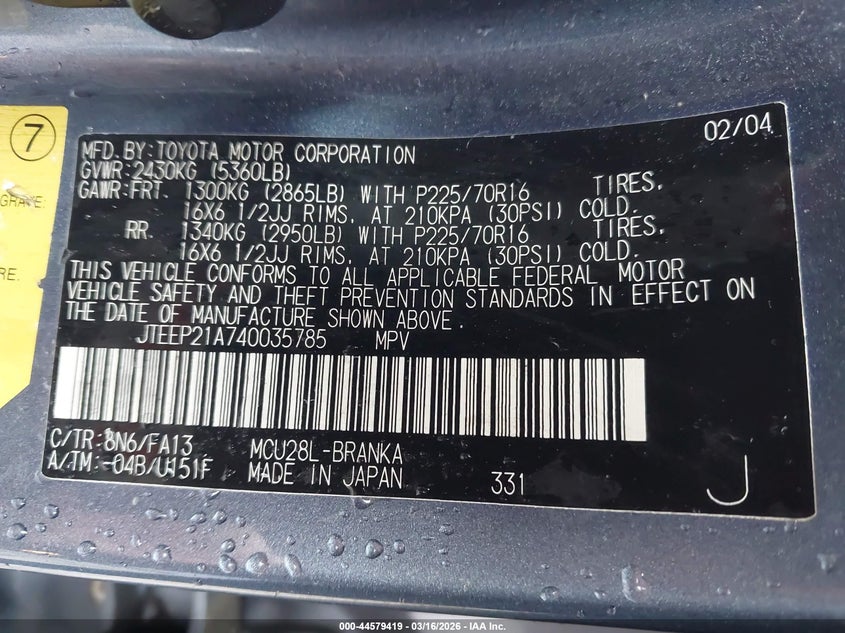 7
GRAVE
RE.
02/04
MFD. BY: TOYOTA MOTOR CORPORATION
GVWR: 2430KG (5360LB)
GAWR: FRT. 1300KG (2865LB) WITH P225/70R16 TIRES,
16X6 1/2JJ RIMS, AT 210KPA (30PSI) COLD.
RR. 1340KG (2950LB) WITH P225/70R16 TIRES,
16X6 1/2JJ RIMS, AT 210KPA (30PSI) COLD.
THIS VEHICLE CONFORMS TO ALL APPLICABLE FEDERAL MOTOR
VEHICLE SAFETY AND THEFT PREVENTION STANDARDS IN EFFECT ON
THE DATE OF MANUFACTURE SHOWN ABOVE.
JTEEP21A740035785 MPV
C/TR: 8N6/FA13 MCU28L-BRANKA
A/TM: -04B/U151F MADE IN JAPAN 331 J
000-44579419 - 03/16/2026 - IAA Inc.